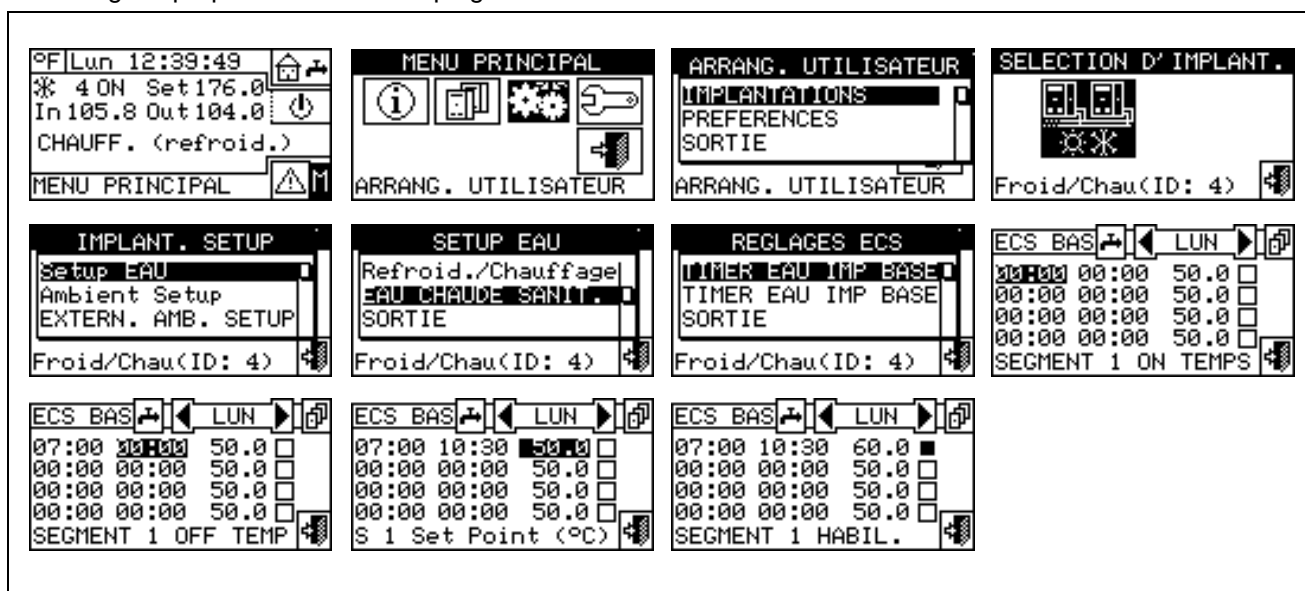 °F Lun 12:39:49
4 ON Set 176.0
In 105.8 Out 104.0
CHAUFF. (refroid.)
MENU PRINCIPAL M
MENU PRINCIPAL
ARRANG. UTILISATEUR
ARRANG. UTILISATEUR
IMPLANTATIONS
PREFERENCES
SORTIE
ARRANG. UTILISATEUR
SELECTION D'IMPLANT.
Froid/Chau(ID: 4)
IMPLANT. SETUP
Setup EAU
Ambient Setup
EXTERN. AMB. SETUP
Froid/Chau(ID: 4)
SETUP EAU
Refroid./Chauffage
EAU CHAUDE SANIT.
SORTIE
Froid/Chau(ID: 4)
REGLAGES ECS
TIMER EAU IMP BASE
TIMER EAU IMP BASE
SORTIE
Froid/Chau(ID: 4)
ECS BAS LUN
00:00 00:00 50.0
00:00 00:00 50.0
00:00 00:00 50.0
00:00 00:00 50.0
SEGMENT 1 ON TEMPS
ECS BAS LUN
07:00 00:00 50.0
00:00 00:00 50.0
00:00 00:00 50.0
00:00 00:00 50.0
SEGMENT 1 OFF TEMP
ECS BAS LUN
07:00 10:30 50.0
00:00 00:00 50.0
00:00 00:00 50.0
00:00 00:00 50.0
S 1 Set Point (°C)
ECS BAS LUN
07:00 10:30 60.0
00:00 00:00 50.0
00:00 00:00 50.0
00:00 00:00 50.0
SEGMENT 1 HABIL.